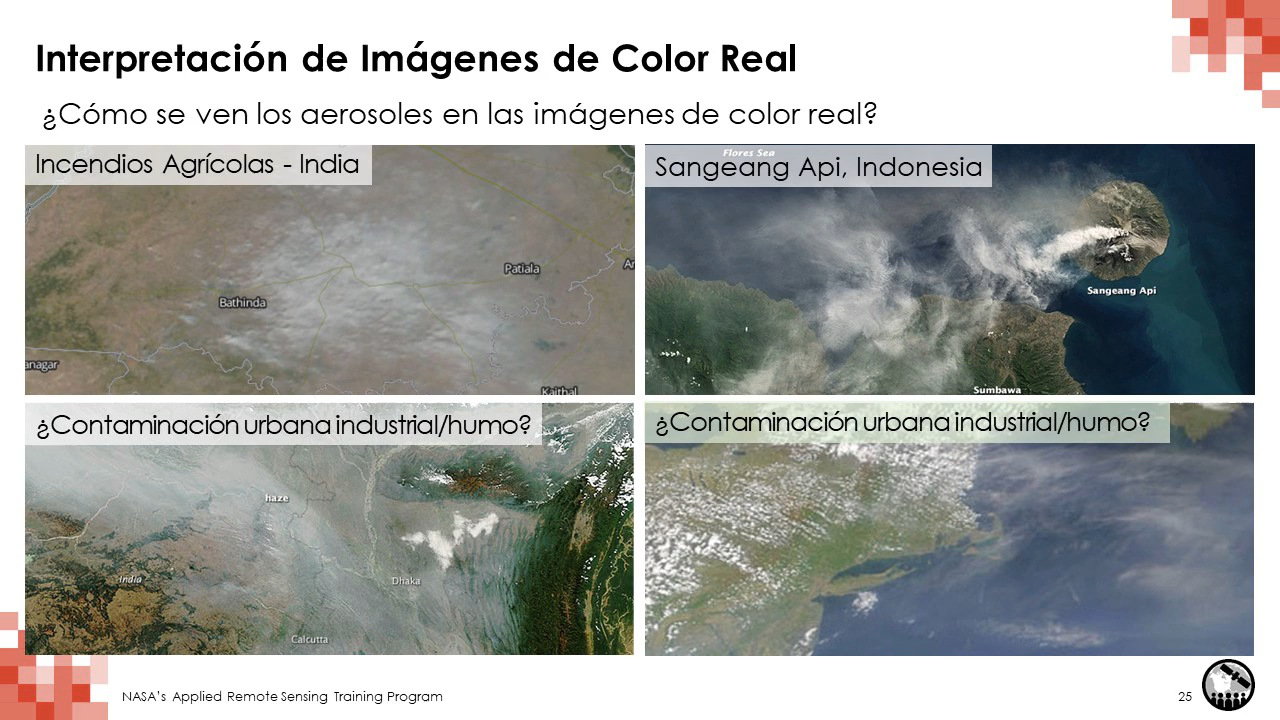 Interpretación de Imágenes de Color Real
¿Cómo se ven los aerosoles en las imágenes de color real?
Incendios Agrícolas - India
Patiala
Bathinda
anagar
Kaithal
Flores Sea
Sangeang Api, Indonesia
Sangeang Api
Sumbawa
¿Contaminación urbana industrial/humo?
haze
India
Dhaka
Calcutta
¿Contaminación urbana industrial/humo?
NASA's Applied Remote Sensing Training Program
25